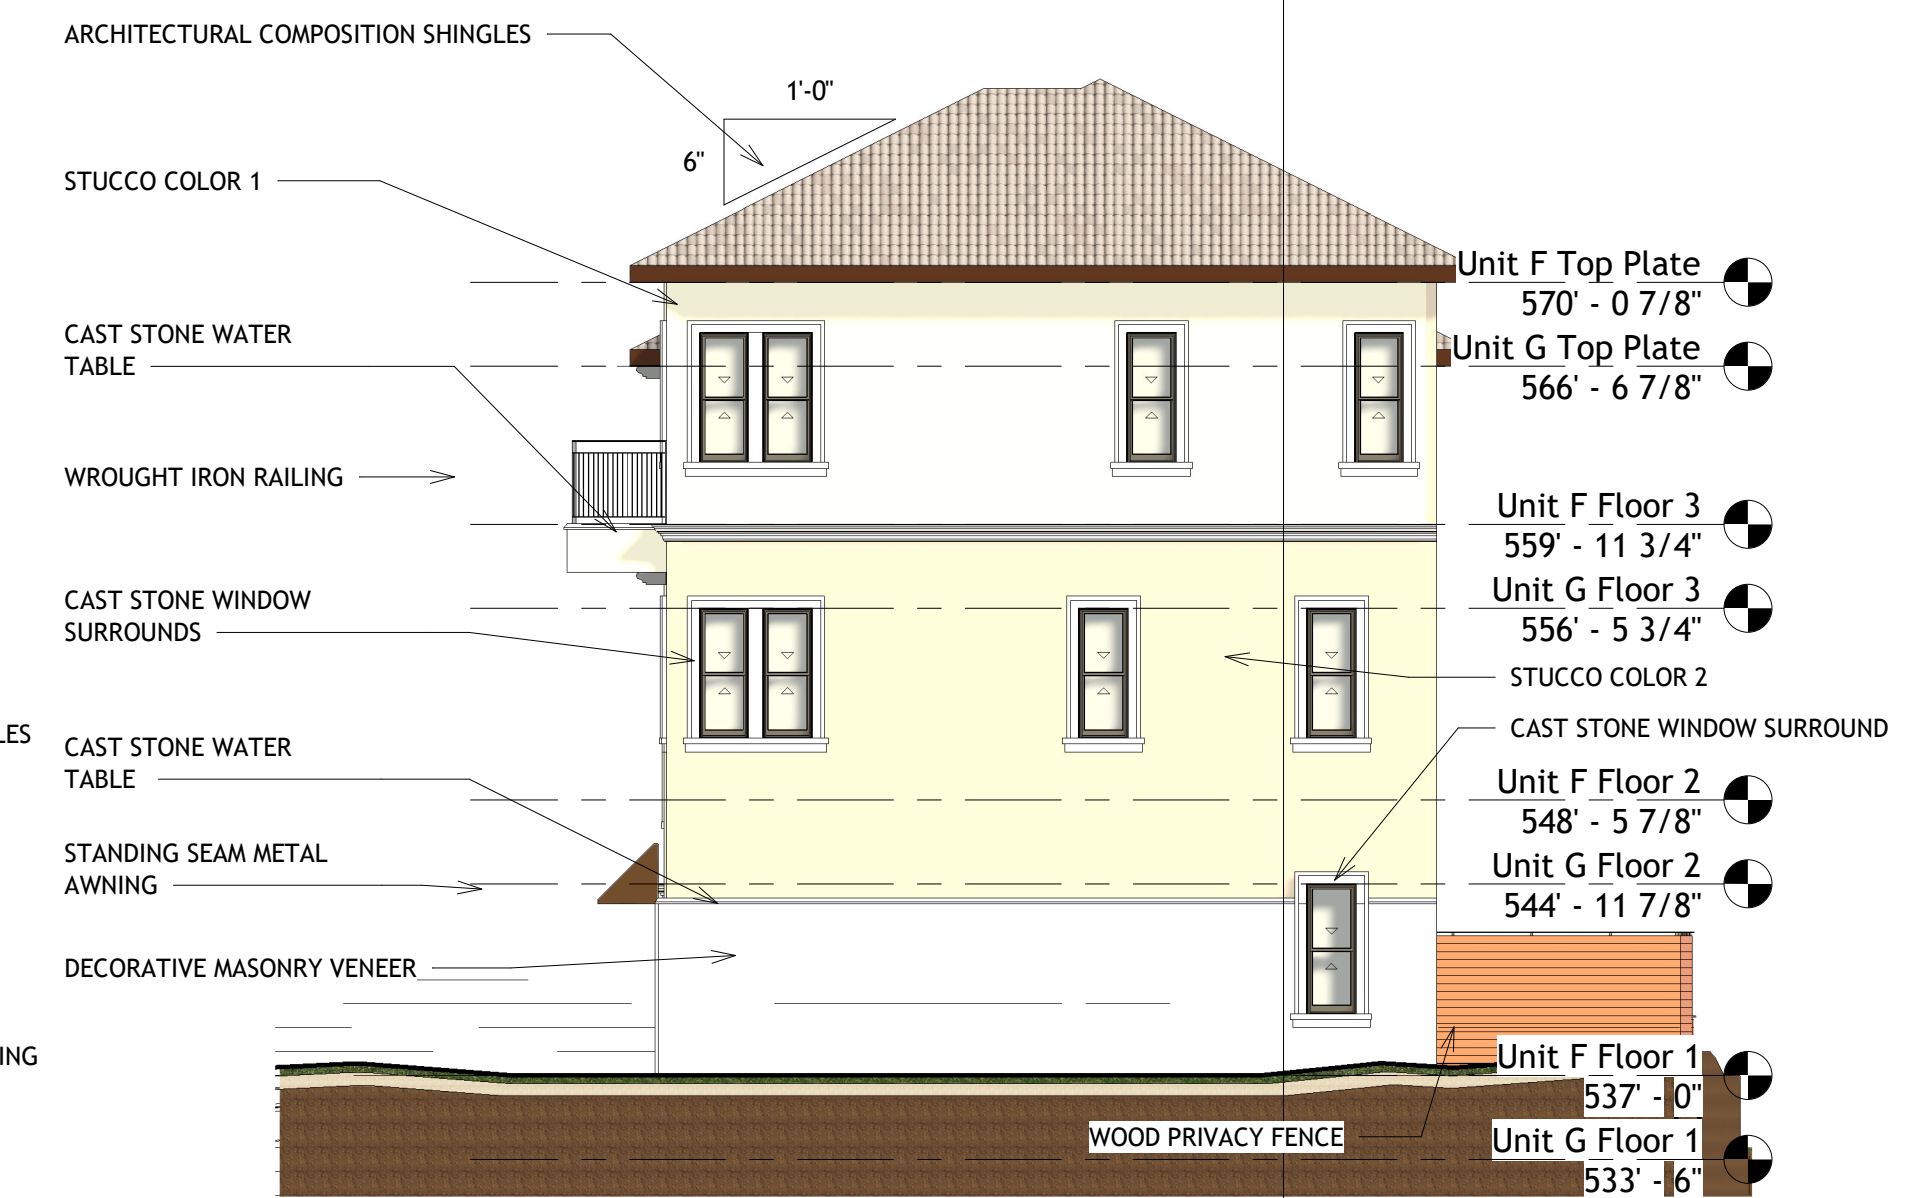 ARCHITECTURAL COMPOSITION SHINGLES
1'-0"
6"
STUCCO COLOR 1
Unit F Top Plate
570' - 0 7/8"
CAST STONE WATER
TABLE
Unit G Top Plate
566' - 6 7/8"
WROUGHT IRON RAILING
Unit F Floor 3
559' - 11 3/4"
CAST STONE WINDOW
SURROUNDS
Unit G Floor 3
556' - 5 3/4"
STUCCO COLOR 2
CAST STONE WINDOW SURROUND
LES
CAST STONE WATER
TABLE
Unit F Floor 2
548' - 5 7/8"
STANDING SEAM METAL
AWNING
Unit G Floor 2
544' - 11 7/8"
DECORATIVE MASONRY VENEER
ING
Unit F Floor 1
537' - 0"
WOOD PRIVACY FENCE
Unit G Floor 1
533' - 6"